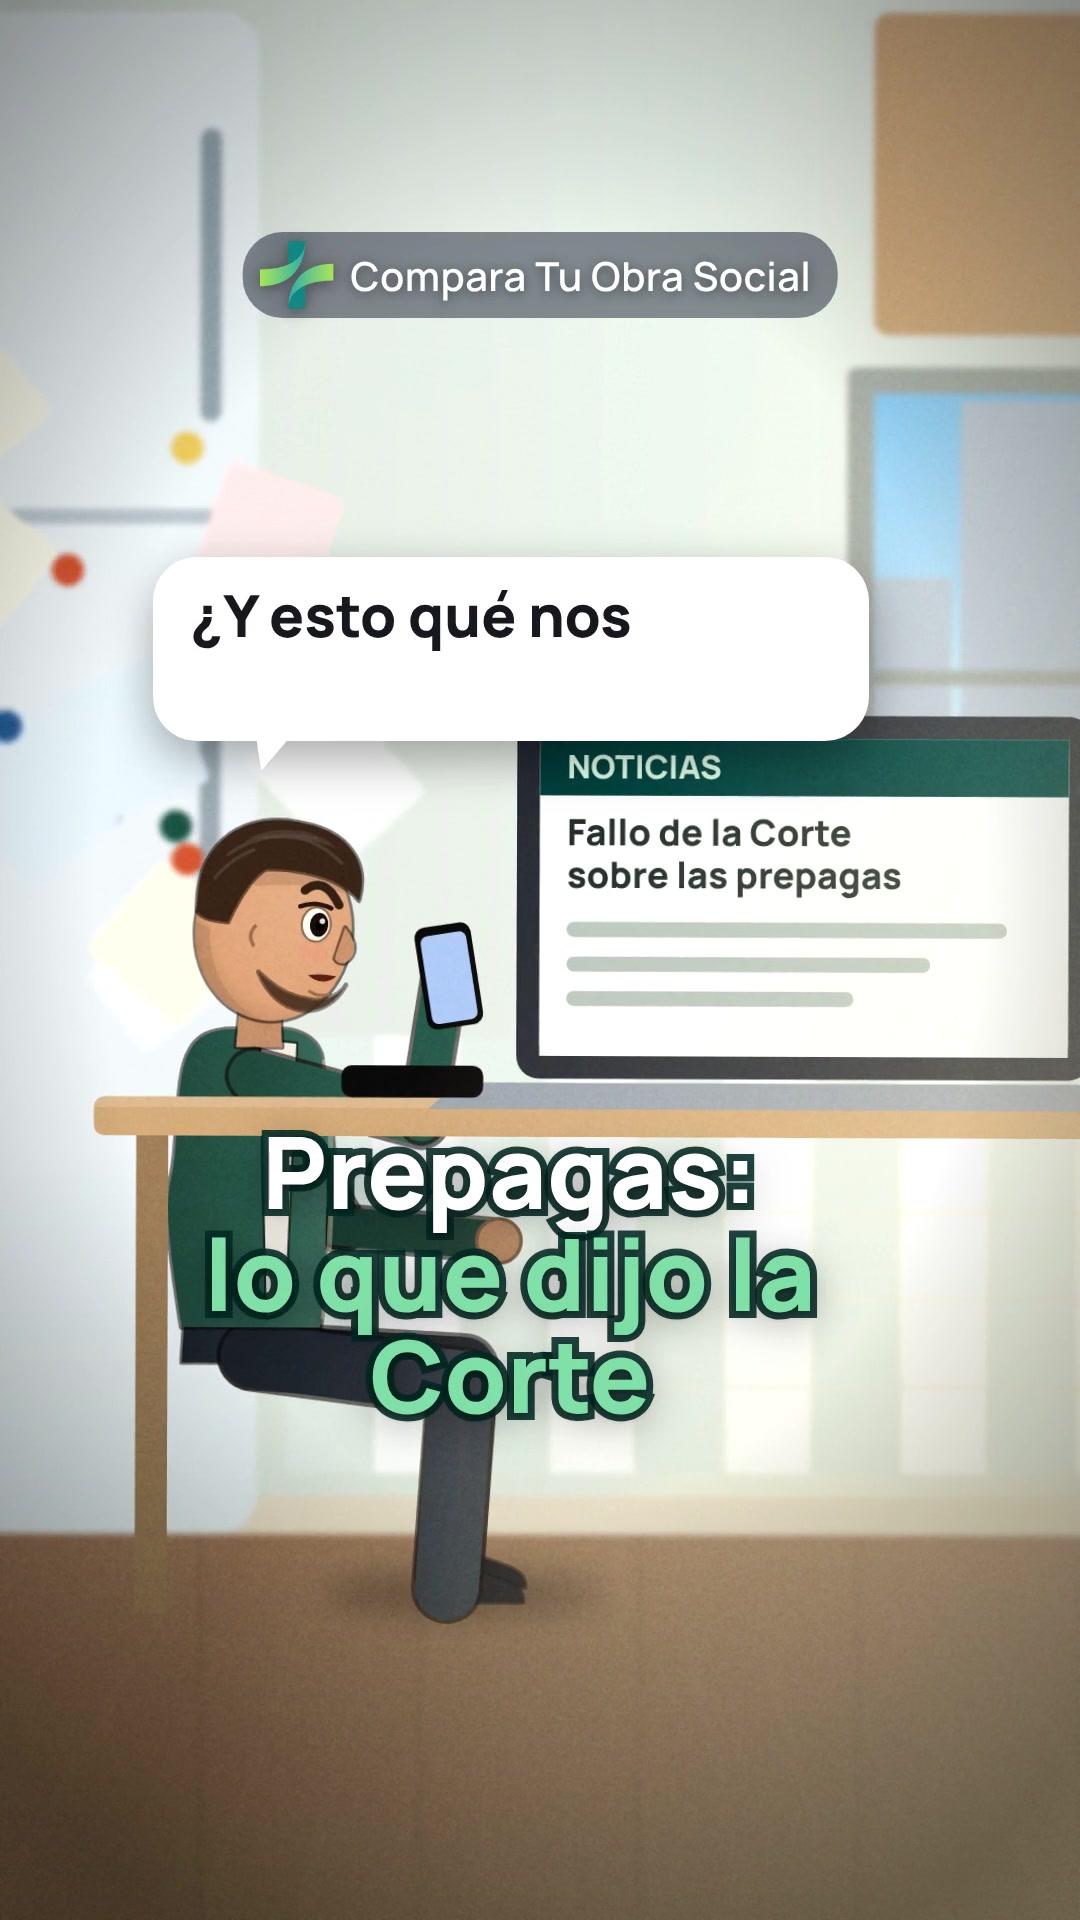 Compara Tu Obra Social
¿Y esto qué nos
NOTICIAS
Fallo de la Corte
sobre las prepagas
Prepagas:
lo que dijo la
Corte